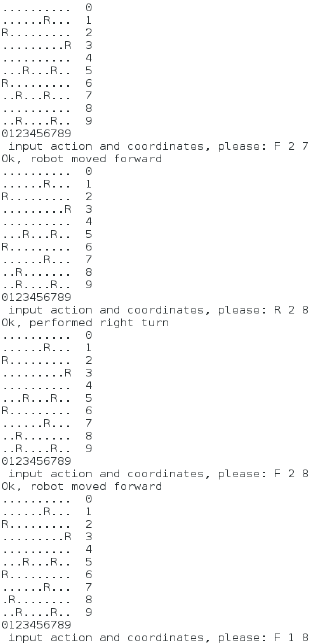 ..........  0
......R...  1
R.........  2
.........R  3
..........  4
...R...R..  5
R.........  6
..R...R...  7
..........  8
..R....R..  9
0123456789
 input action and coordinates, please: F 2 7
Ok, robot moved forward
..........  0
......R...  1
R.........  2
.........R  3
..........  4
...R...R..  5
R.........  6
......R...  7
..R.......  8
..R....R..  9
0123456789
 input action and coordinates, please: R 2 8
Ok, performed right turn
..........  0
......R...  1
R.........  2
.........R  3
..........  4
...R...R..  5
R.........  6
......R...  7
..R.......  8
..R....R..  9
0123456789
 input action and coordinates, please: F 2 8
Ok, robot moved forward
..........  0
......R...  1
R.........  2
.........R  3
..........  4
...R...R..  5
R.........  6
......R...  7
.R........  8
..R....R..  9
0123456789
 input action and coordinates, please: F 1 8